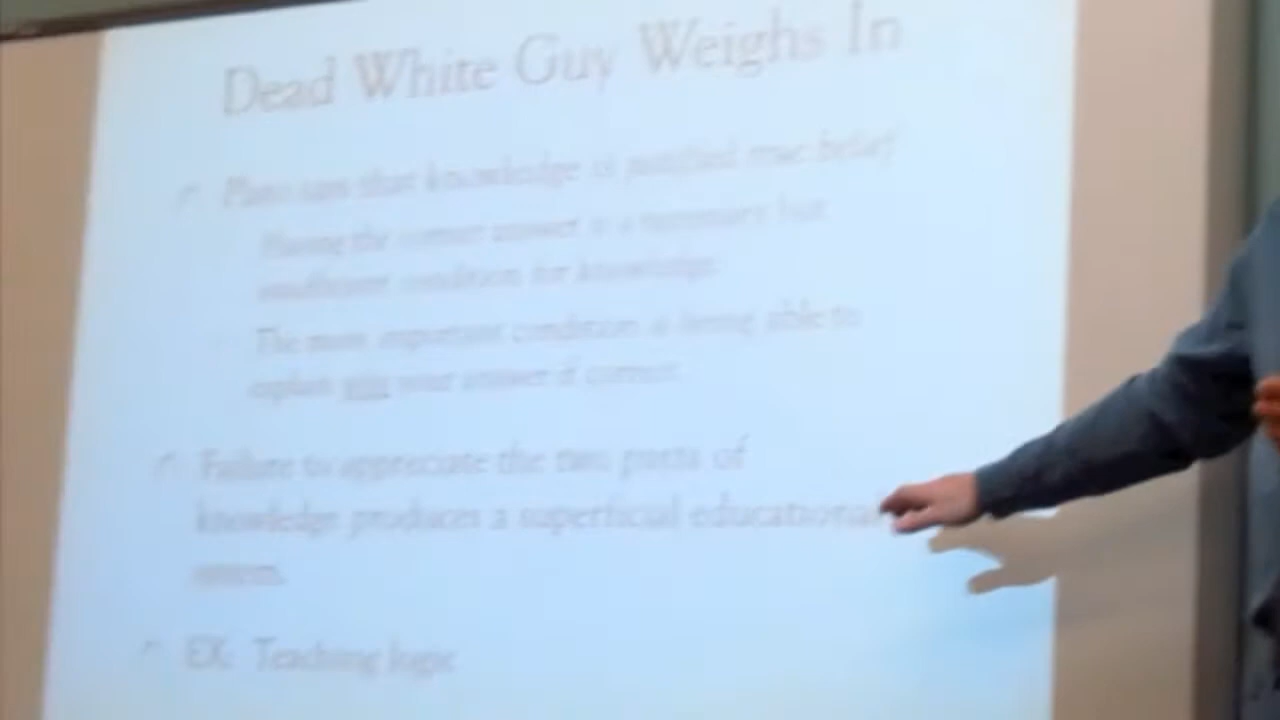 Dead White Guy Weighs In
Plato says that knowledge is justified true belief
Having the correct answer is a necessary but
insufficient condition for knowledge.
The more important condition is being able to
explain why your answer is correct.
Failure to appreciate the two parts of
knowledge produces a superficial educational
system.
EX: Teaching logic